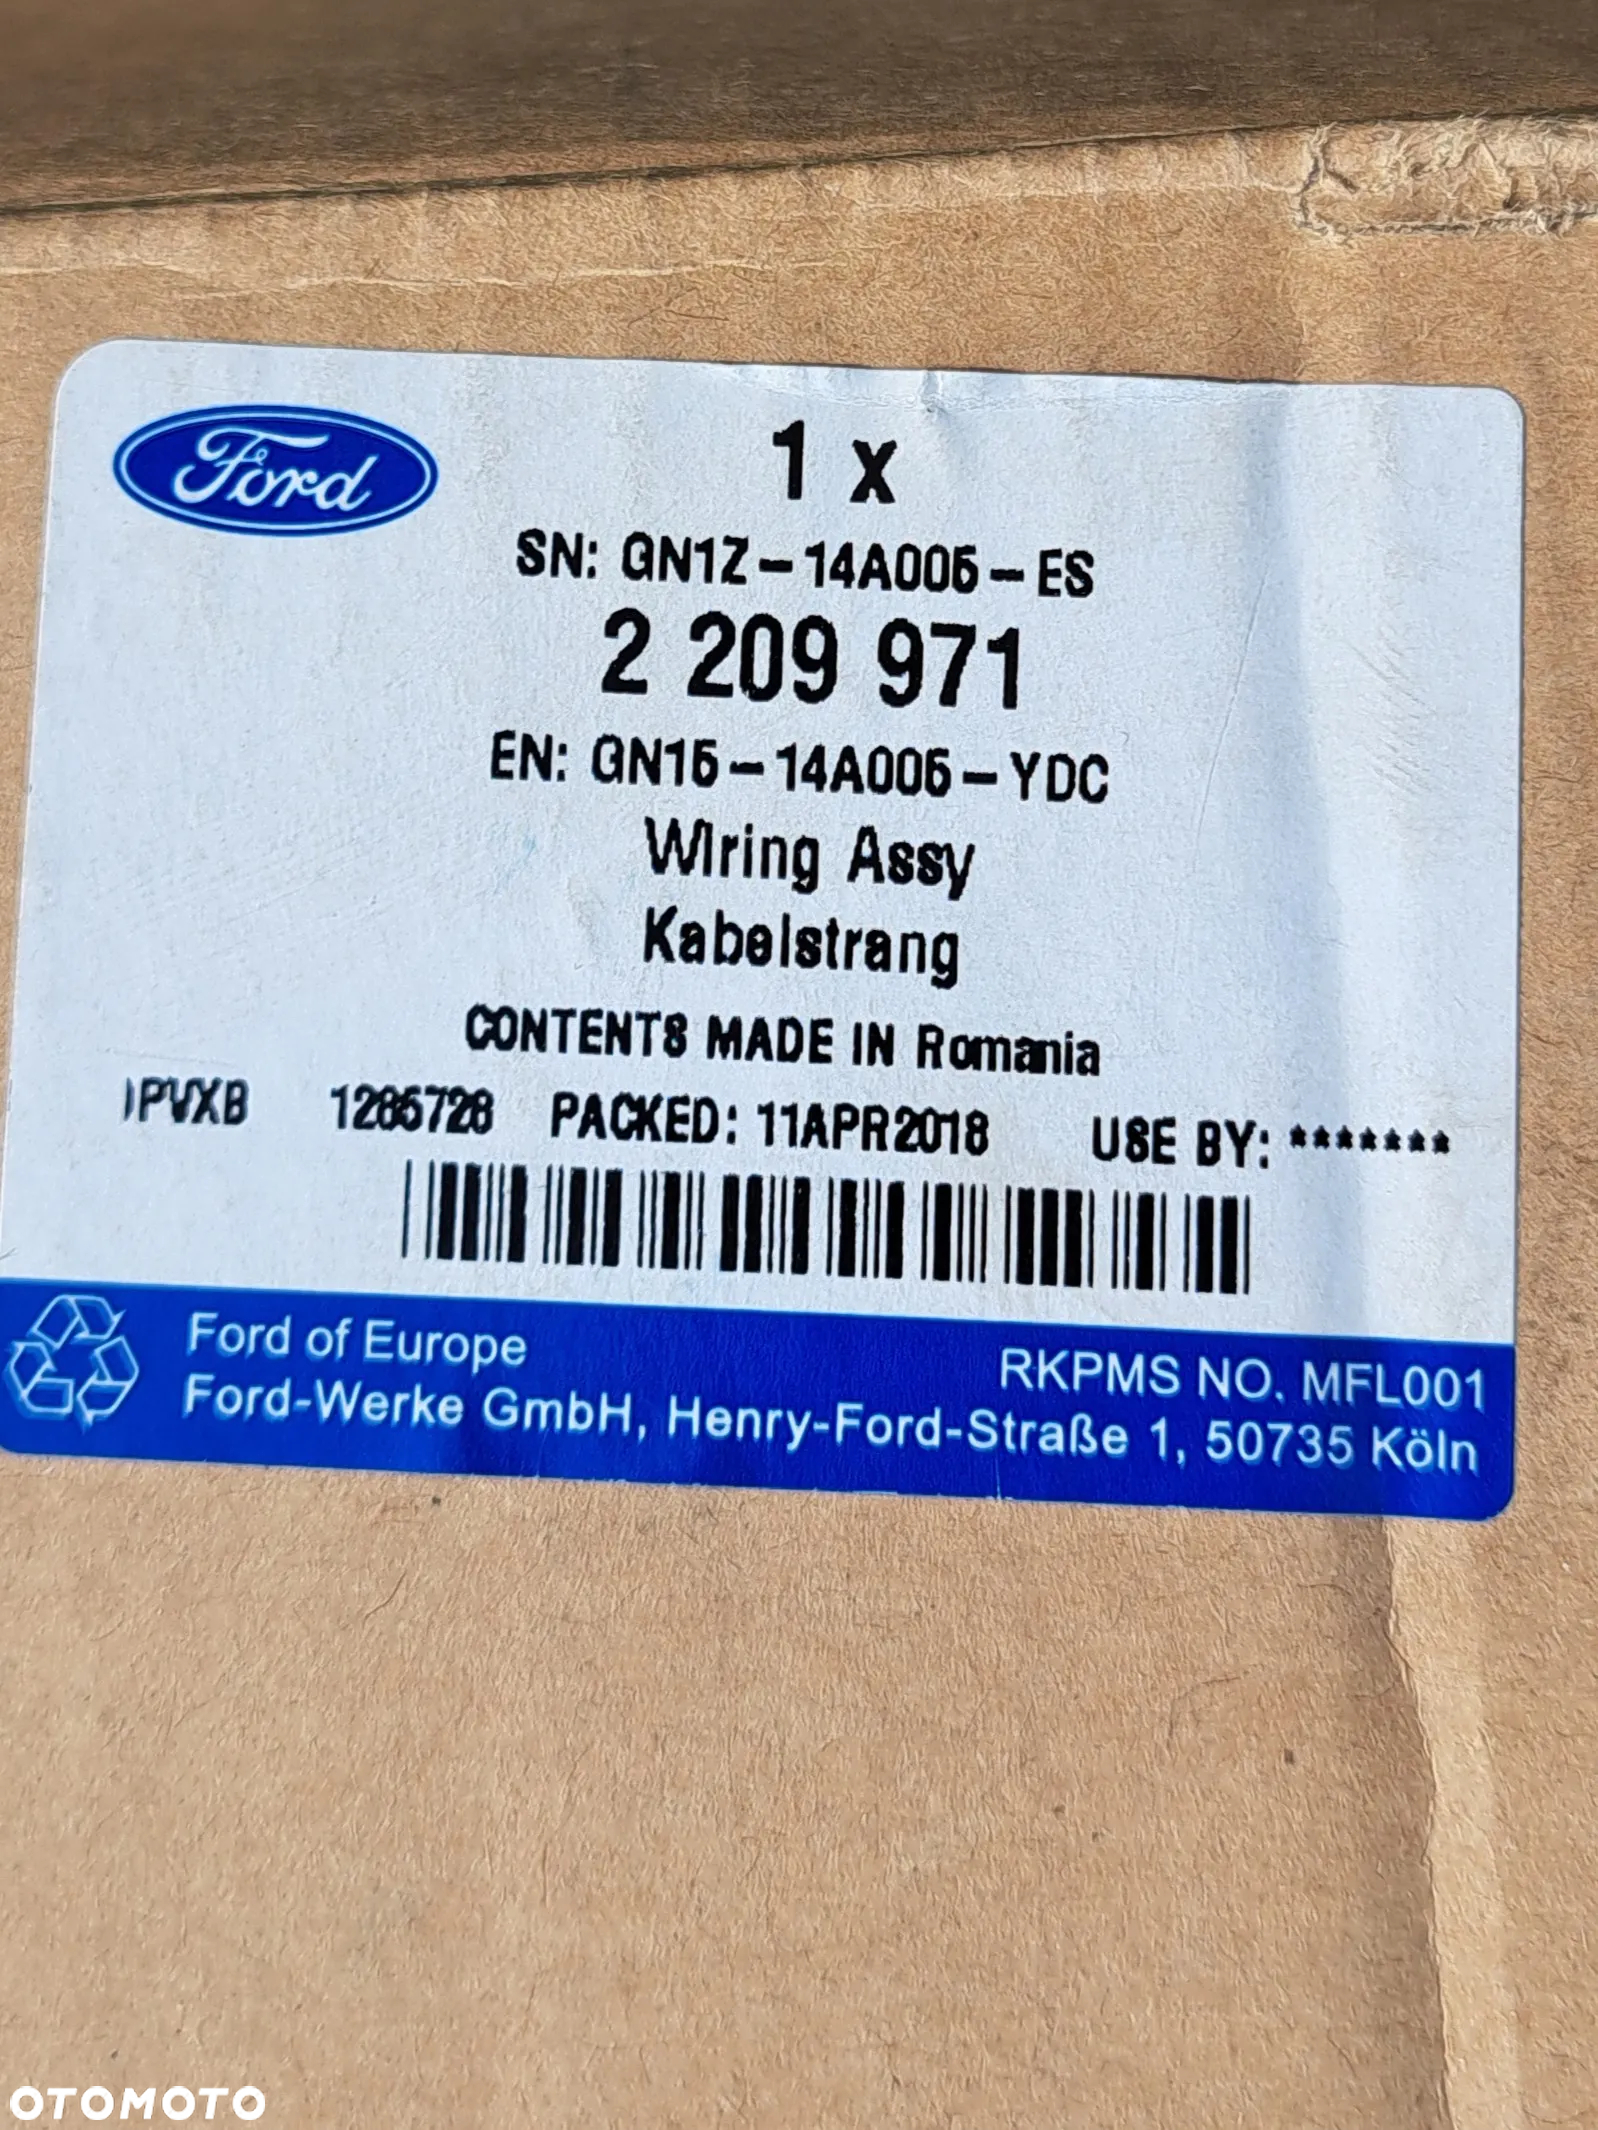 Ford
1 x
SN: GN1Z-14A005-ES
2 209 971
EN: GN15-14A005-YDC
Wiring Assy
Kabelstrang
CONTENTS MADE IN Romania
PACKED: 11APR2018 USE BY: *******
Ford of Europe
RKPMS NO. MFL001
Ford-Werke GmbH, Henry-Ford-Straße 1, 50735 Köln
OTOMOTO